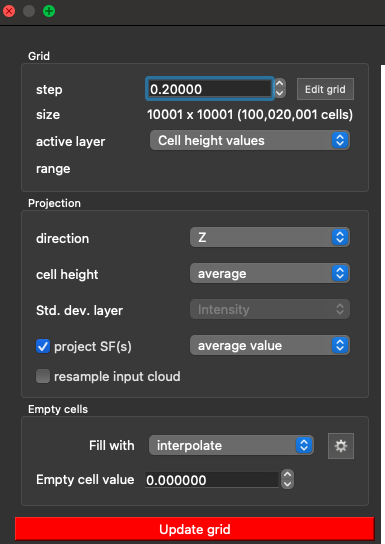 Grid
step 0.20000 Edit grid
size 10001 x 10001 (100,020,001 cells)
active layer Cell height values
range
Projection
direction Z
cell height average
Std. dev. layer Intensity
project SF(s) average value
resample input cloud
Empty cells
Fill with interpolate
Empty cell value 0.000000
Update grid